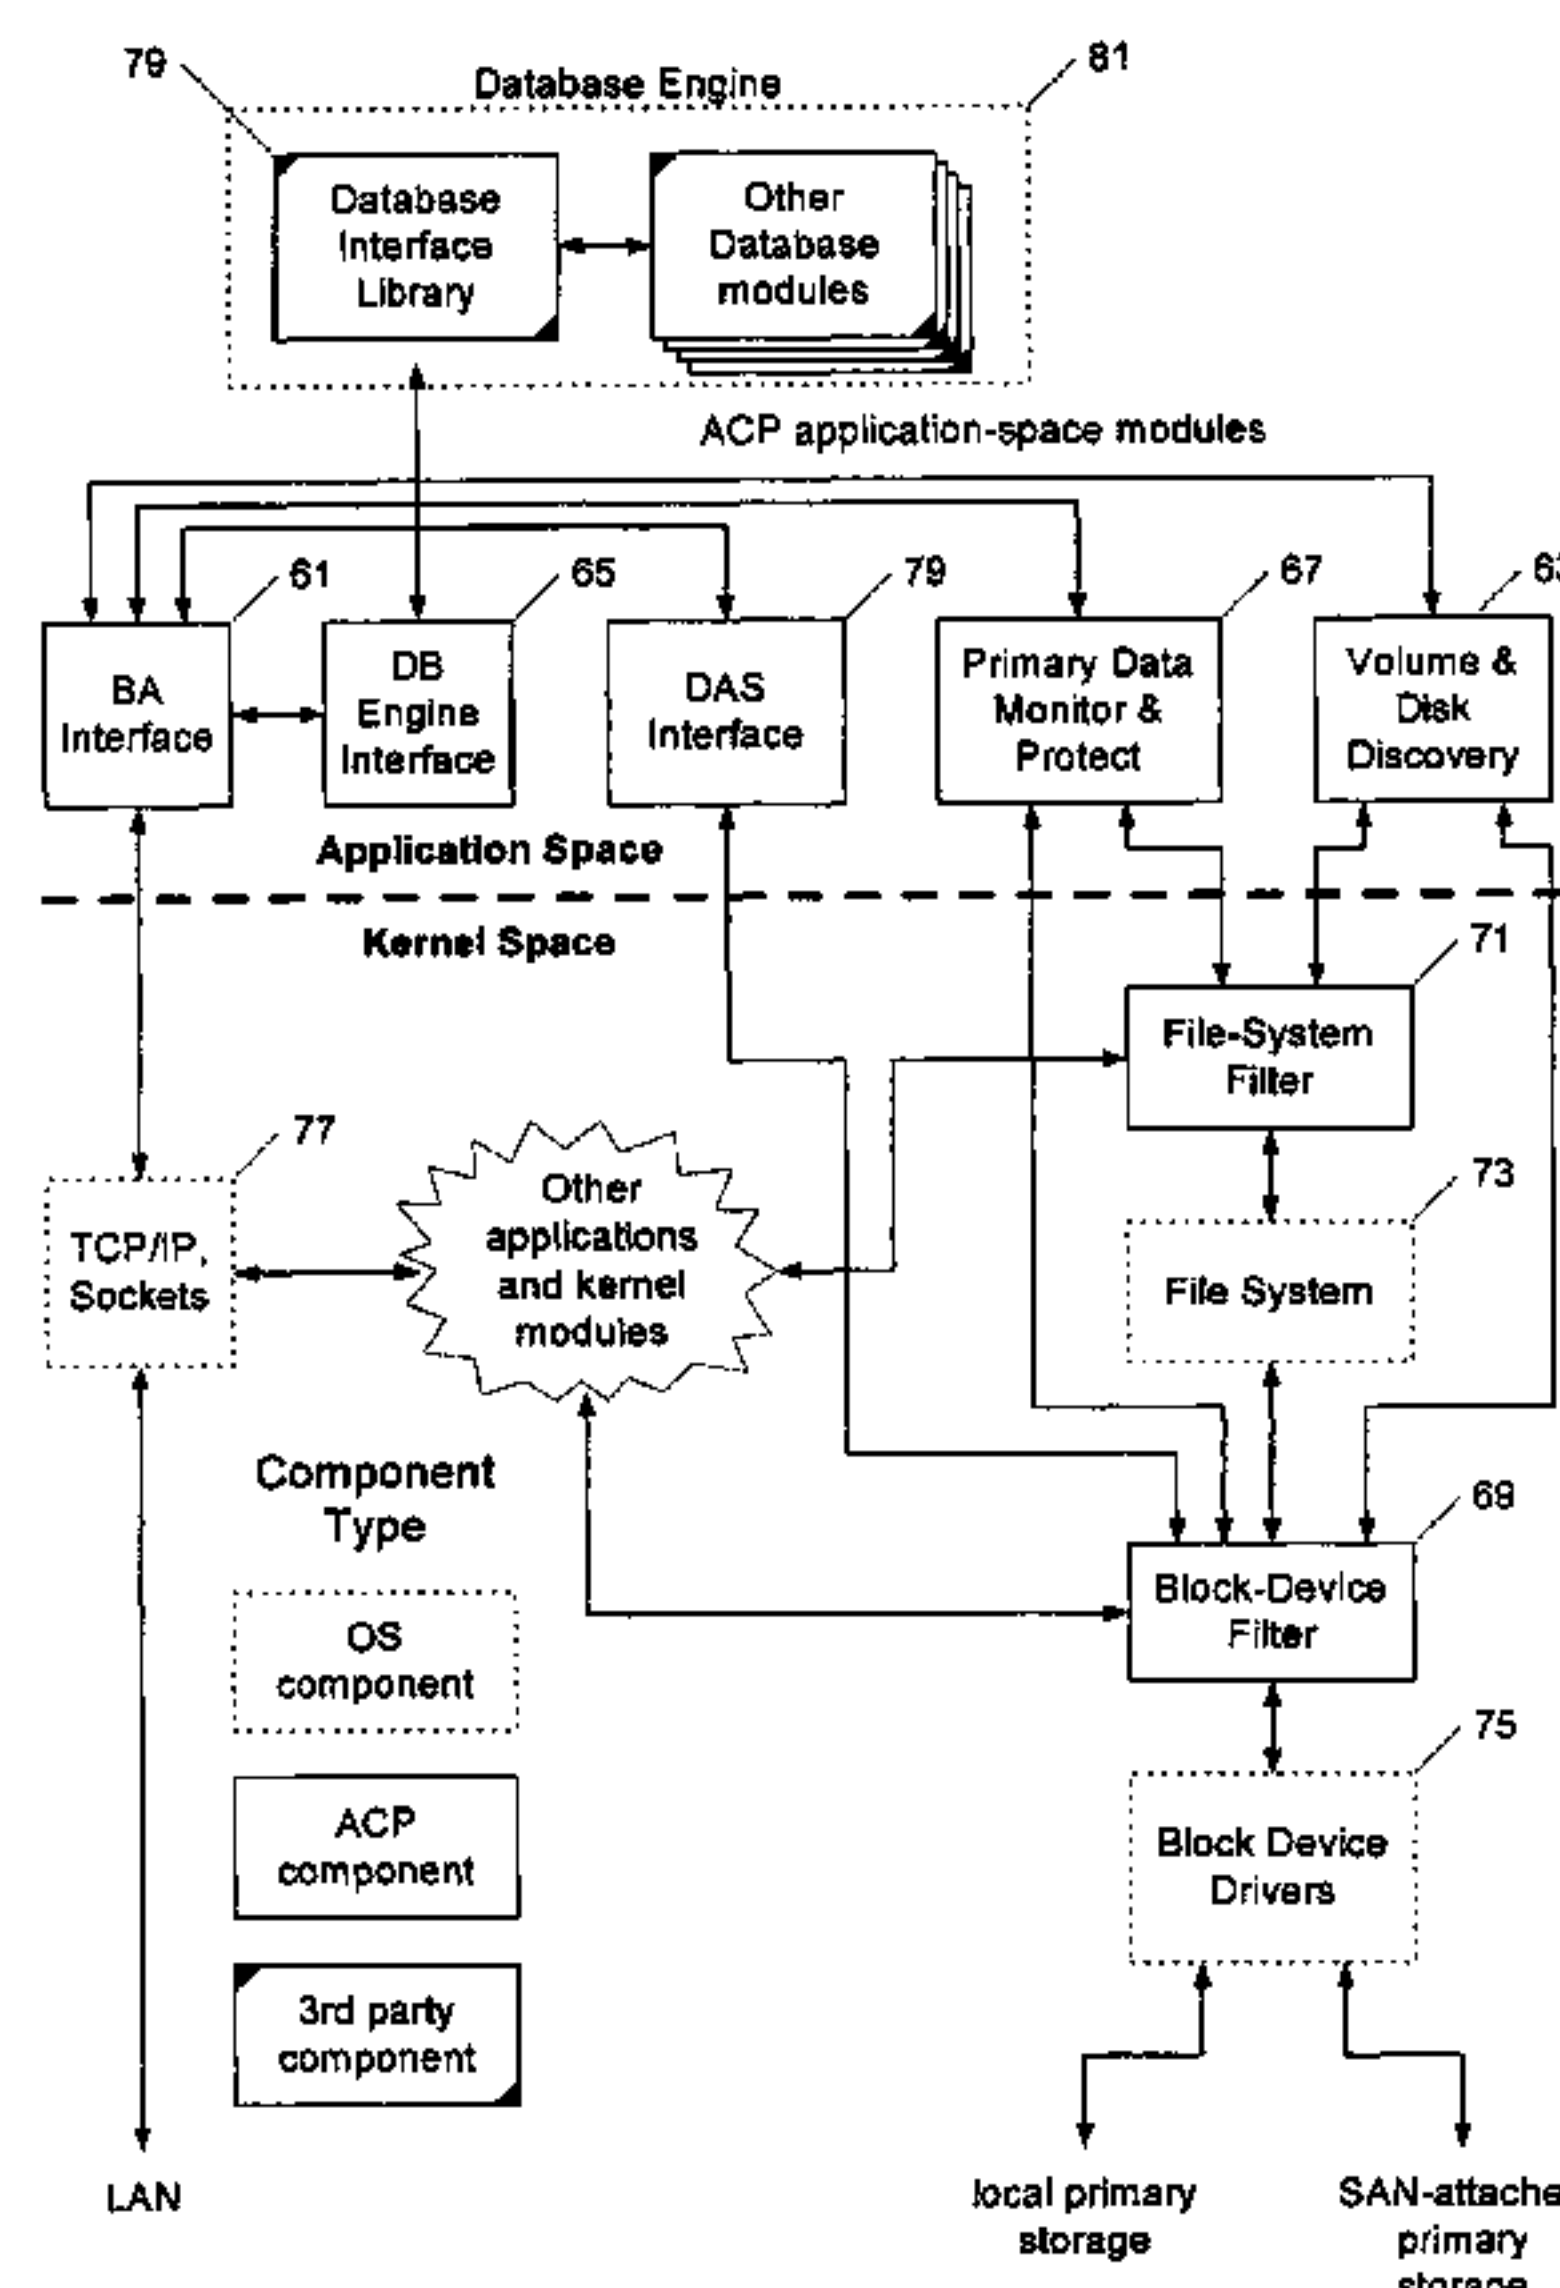 79
Database Engine
81
Database
Interface
Library
Other
Database
modules
ACP application-space modules
61
65
79
67
BA
Interface
DB
Engine
Interface
DAS
Interface
Primary Data
Monitor &
Protect
Volume &
Disk
Discovery
Application Space
Kernel Space
71
File-System
Filter
77
Other
applications
and kernel
modules
73
TCP/IP,
Sockets
File System
Component
Type
69
Block-Device
Filter
OS
component
75
ACP
component
Block Device
Drivers
3rd party
component
LAN
local primary
storage
SAN-attache
primary
storage